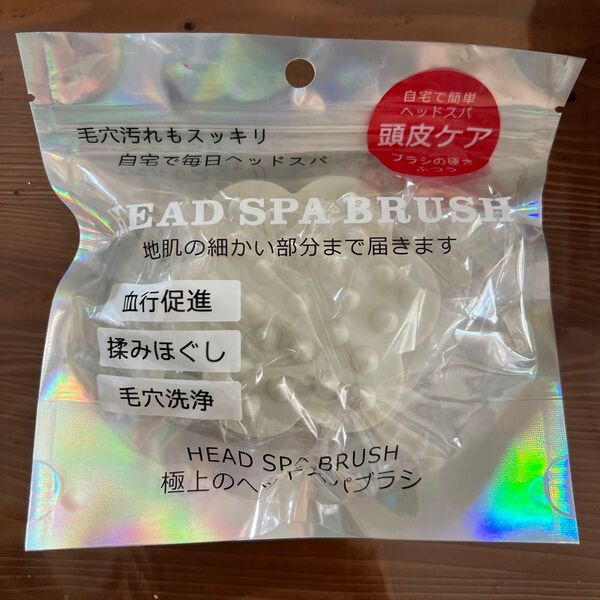 毛穴汚れもスッキリ
自宅で毎日ヘッドスパ
自宅で簡単
ヘッドスパ
頭皮ケア
ブラシの硬さ
ふつう
HEAD SPA BRUSH
地肌の細かい部分まで届きます
血行促進
揉みほぐし
毛穴洗浄
HEAD SPA BRUSH
極上のヘッドスパブラシ